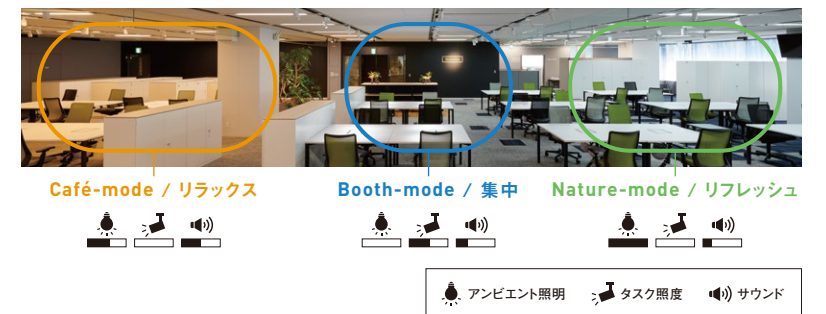 Café-mode / リラックス
Booth-mode / 集中
Nature-mode / リフレッシュ
アンビエント照明
タスク照度
サウンド